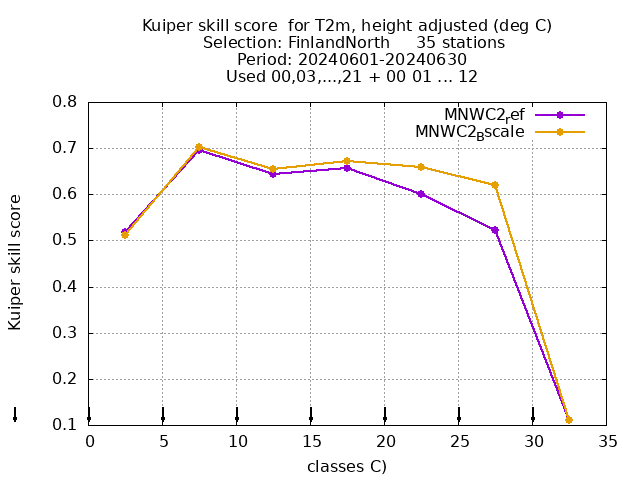 Kuiper skill score  for T2m, height adjusted (deg C)
Selection: FinlandNorth     35 stations
Period: 20240601-20240630
Used 00,03,...,21 + 00 01 ... 12
MNWC2ref
MNWC2Bscale
0.8
0.7
0.6
0.5
0.4
0.3
0.2
0.1
Kuiper skill score
0 5 10 15 20 25 30 35
classes C)